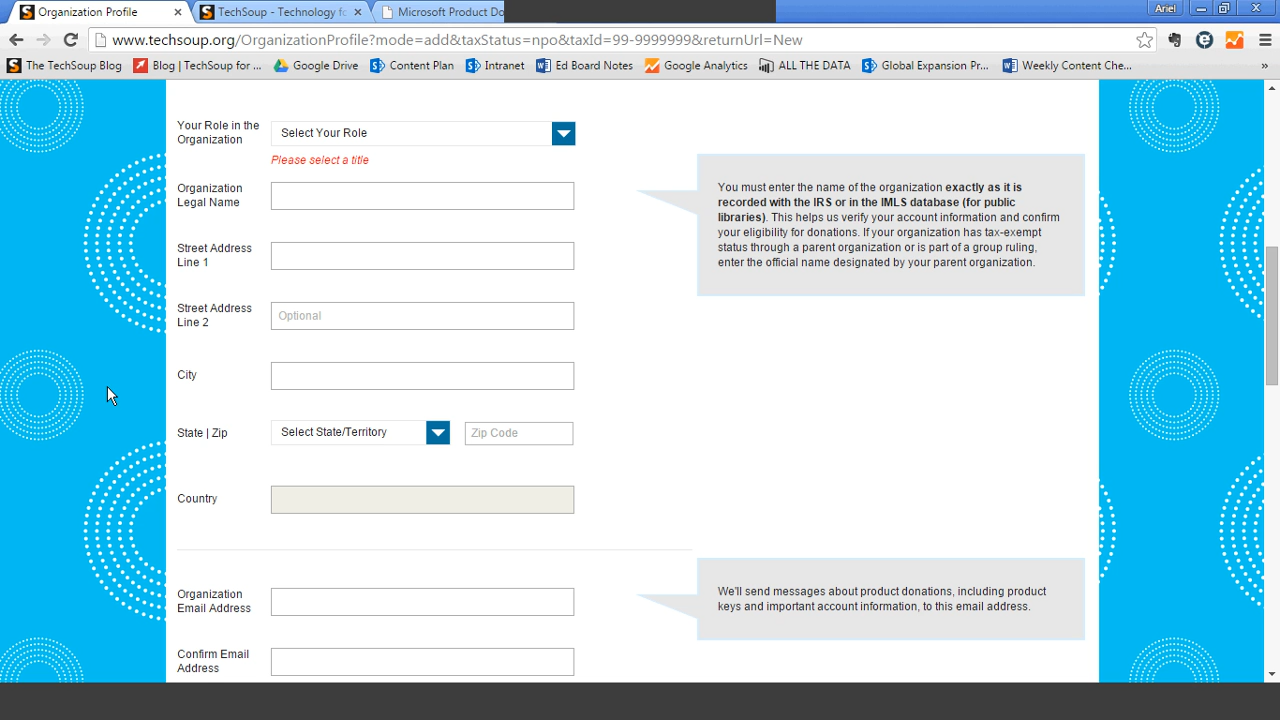 Organization Profile
TechSoup - Technology fo
Microsoft Product Do
Ariel
www.techsoup.org/OrganizationProfile?mode=add&taxStatus=npo&taxId=99-9999999&returnUrl=New
The TechSoup Blog
Blog | TechSoup for ...
Google Drive
Content Plan
Intranet
Ed Board Notes
Google Analytics
ALL THE DATA
Global Expansion Pr...
Weekly Content Che...
»
Your Role in the
Organization
Select Your Role
Please select a title
Organization
Legal Name
You must enter the name of the organization exactly as it is
recorded with the IRS or in the IMLS database (for public
libraries). This helps us verify your account information and confirm
your eligibility for donations. If your organization has tax-exempt
status through a parent organization or is part of a group ruling,
enter the official name designated by your parent organization.
Street Address
Line 1
Street Address
Line 2
Optional
City
State | Zip
Select State/Territory
Zip Code
Country
Organization
Email Address
We'll send messages about product donations, including product
keys and important account information, to this email address.
Confirm Email
Address